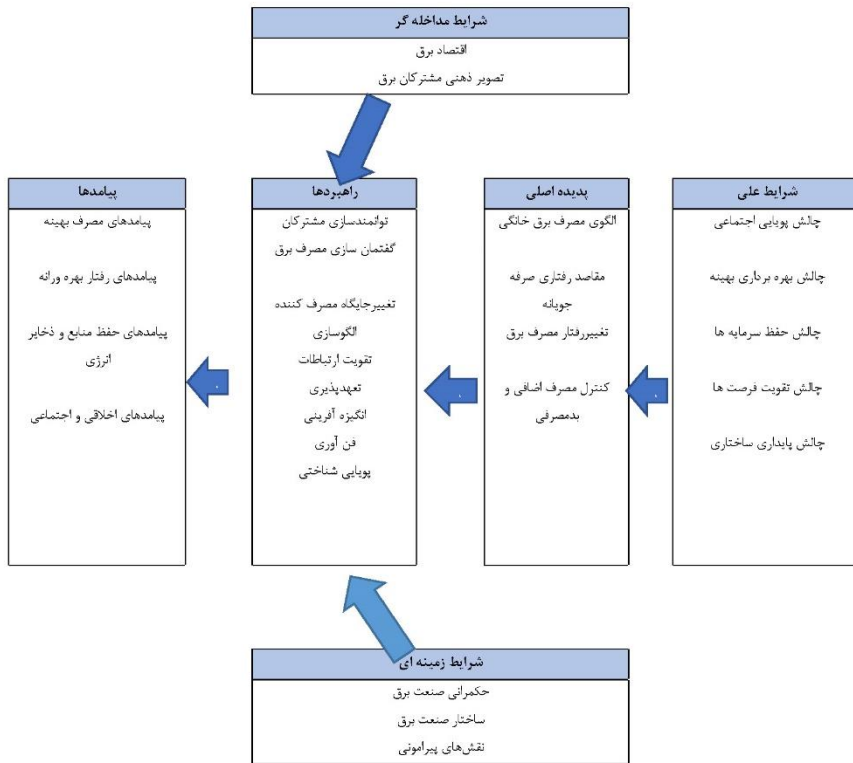 شرایط مداخله گر
اقتصاد برق
تصویر ذهنی مشترکان برق
شرایط علی
چالش پویایی اجتماعی
چالش بهره برداری بهینه
چالش حفظ سرمایه ها
چالش تقویت فرصت ها
چالش پایداری ساختاری
پدیده اصلی
الگوی مصرف برق خانگی
مقاصد رفتاری صرفه
جویانه
تغییررفتار مصرف برق
کنترل مصرف اضافی و
بدمصرفی
راهبردها
توانمندسازی مشترکان
گفتمان سازی مصرف برق
تغییرجایگاه مصرف کننده
الگوسازی
تقویت ارتباطات
تعهدپذیری
انگیزه آفرینی
فن آوری
پویایی شناختی
پیامدها
پیامدهای مصرف بهینه
پیامدهای رفتار بهره ورانه
پیامدهای حفظ منابع و ذخایر
انرژی
پیامدهای اخلاقی و اجتماعی
شرایط زمینه ای
حکمرانی صنعت برق
ساختار صنعت برق
نقش‌های پیرامونی